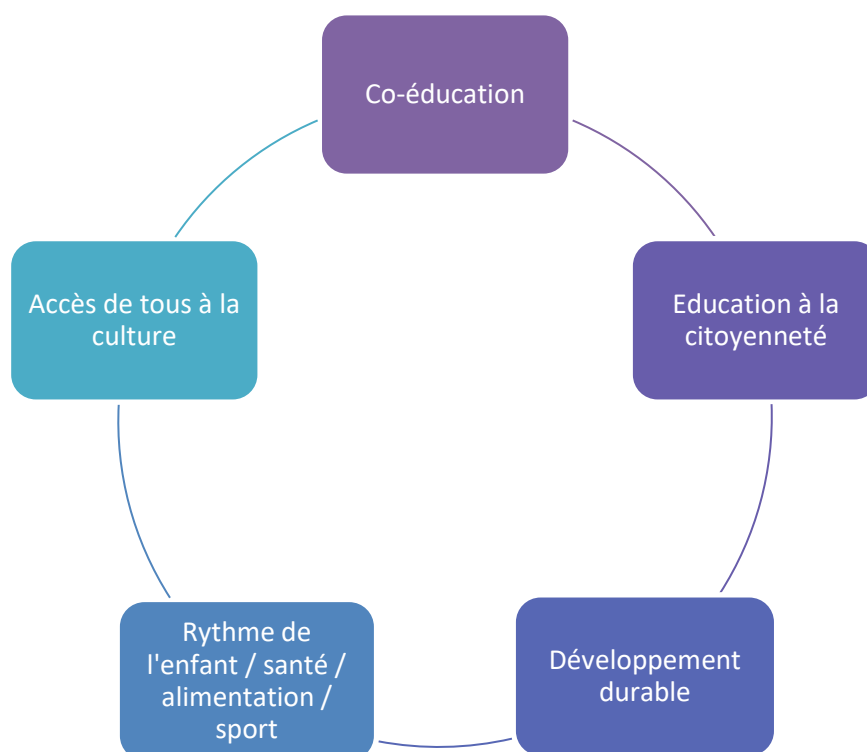 Co-éducation
Accès de tous à la
culture
Education à la
citoyenneté
Rythme de
l'enfant / santé /
alimentation /
sport
Développement
durable